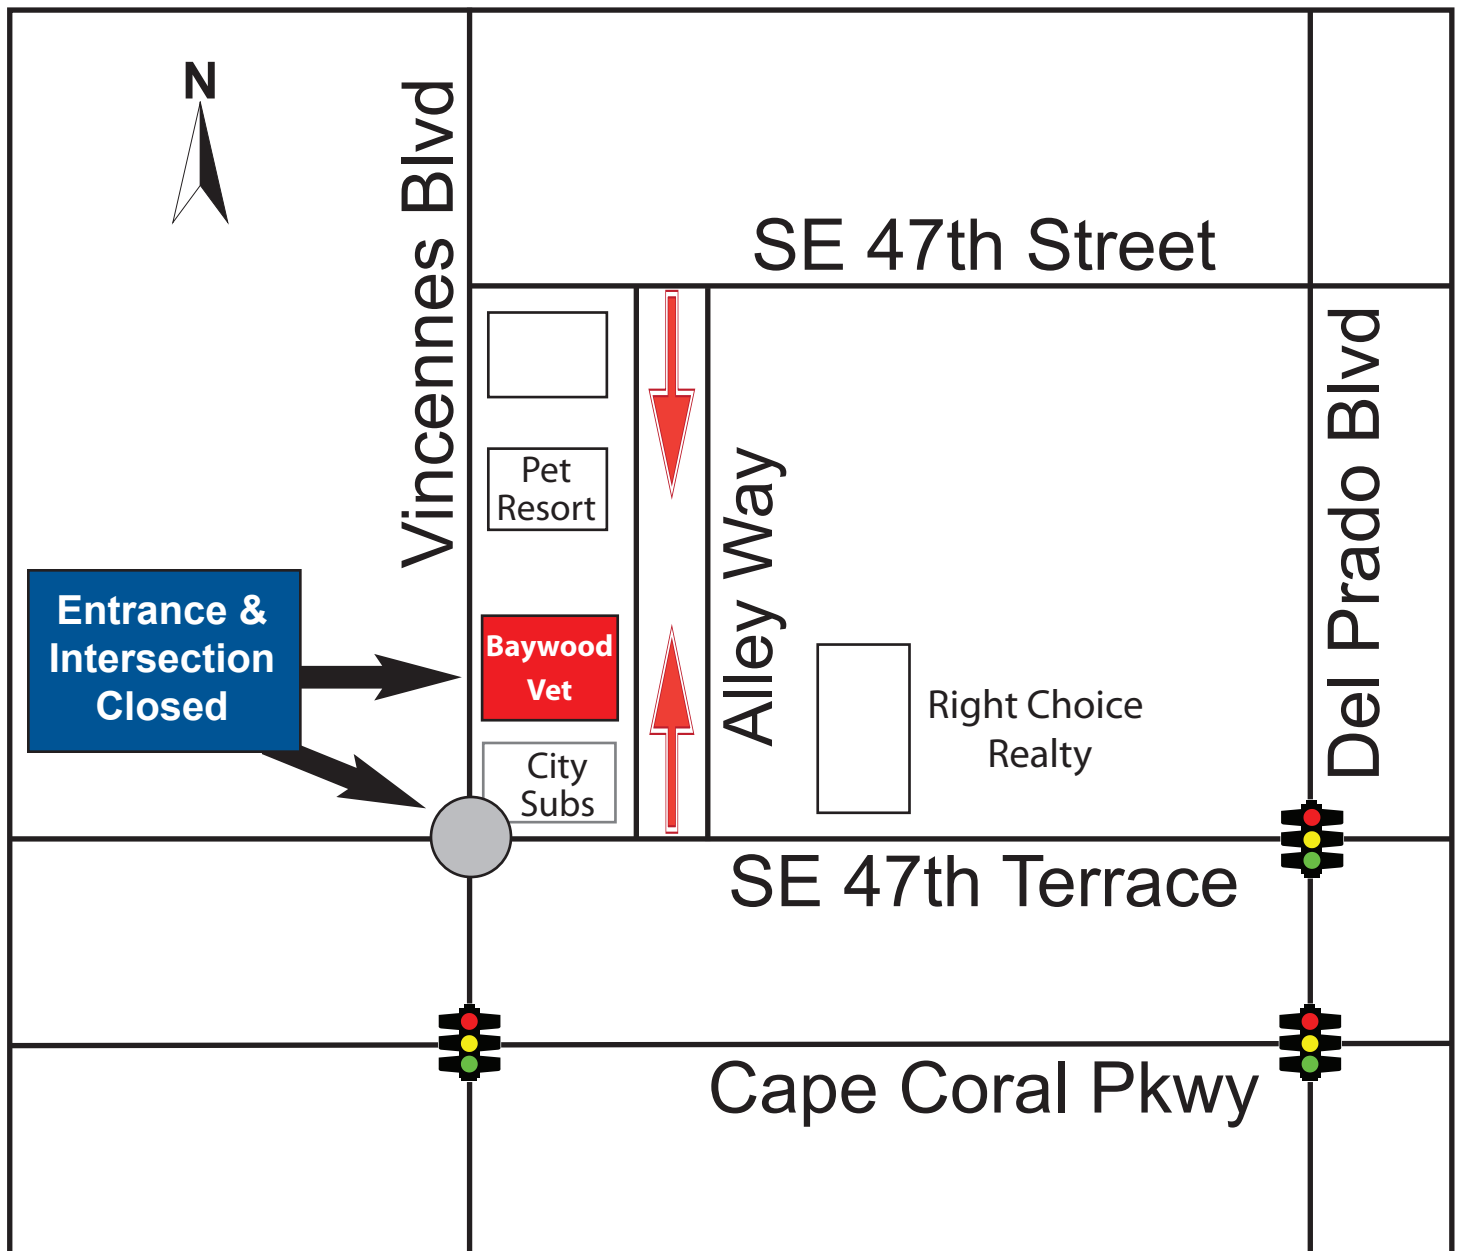 N
Vincennes Blvd
SE 47th Street
Del Prado Blvd
Pet
Resort
Alley Way
Entrance &
Intersection
Closed
Baywood
Vet
Right Choice
Realty
City
Subs
SE 47th Terrace
Cape Coral Pkwy